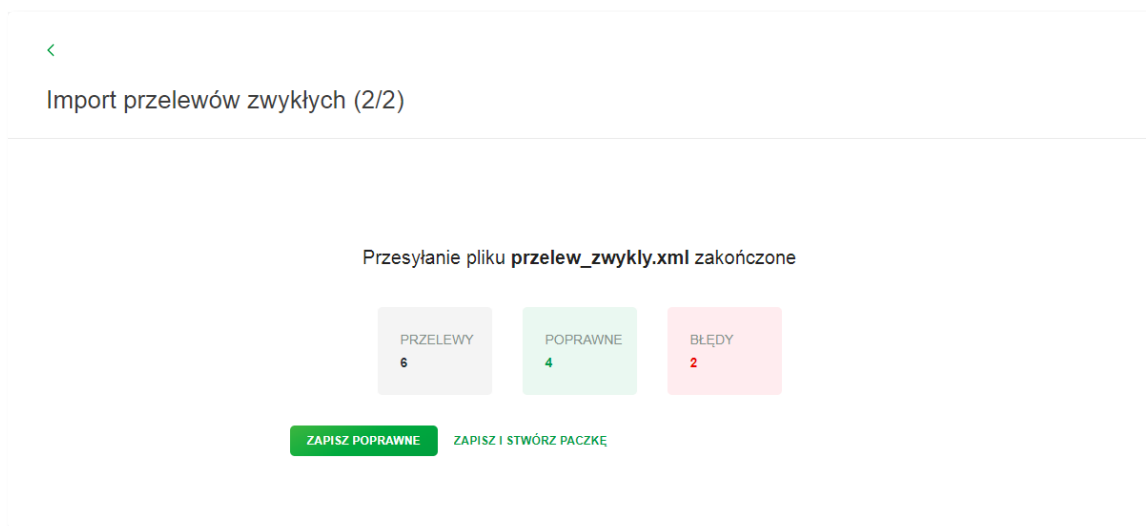 Import przelewów zwykłych (2/2)
Przesyłanie pliku przelew_zwykly.xml zakończone
PRZELEWY
6
POPRAWNE
4
BŁĘDY
2
ZAPISZ POPRAWNE
ZAPISZ I STWÓRZ PACZKĘ